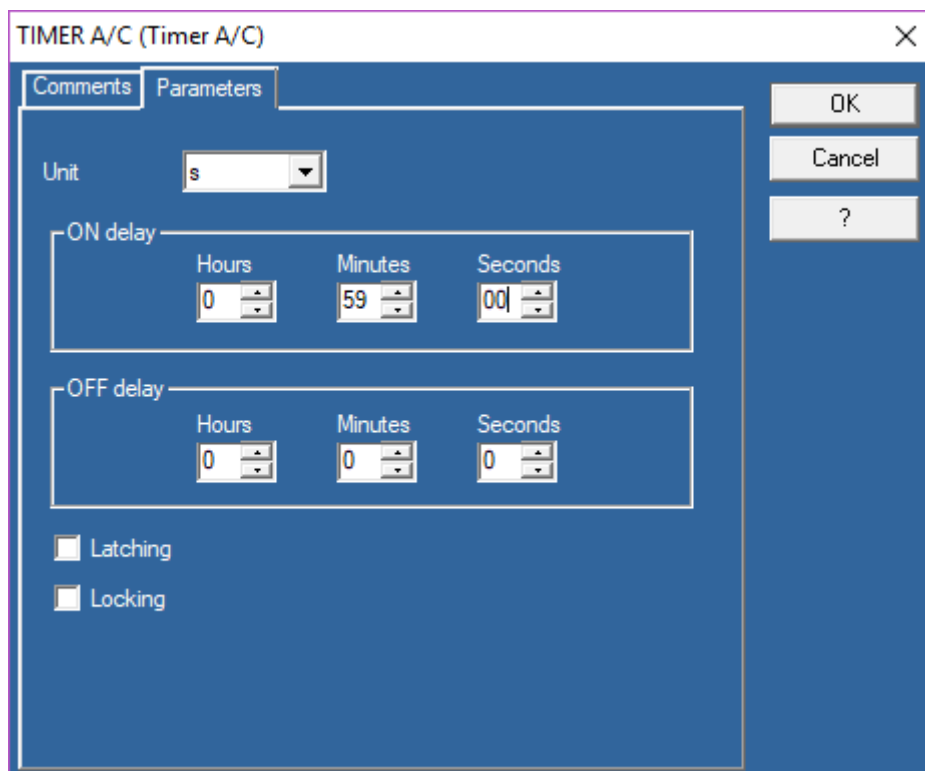 TIMER A/C (Timer A/C)
Comments Parameters
OK
Cancel
?
Unit s
ON delay
Hours Minutes Seconds
0 59 00
OFF delay
Hours Minutes Seconds
0 0 0
Latching
Locking